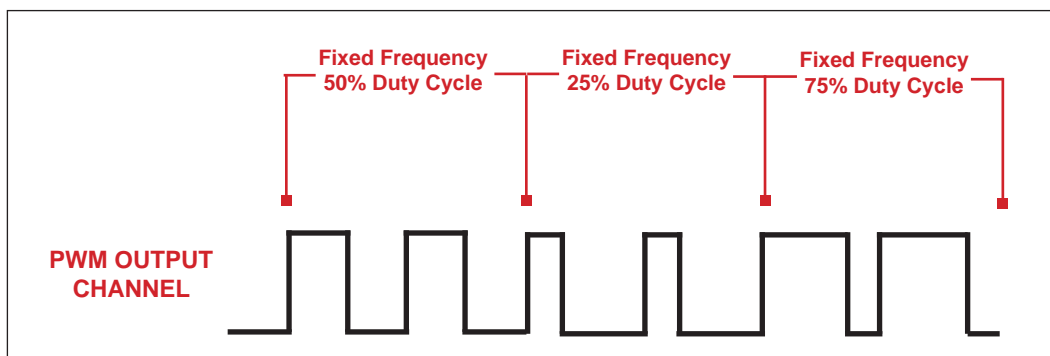 Fixed Frequency
50% Duty Cycle
Fixed Frequency
25% Duty Cycle
Fixed Frequency
75% Duty Cycle
PWM OUTPUT
CHANNEL